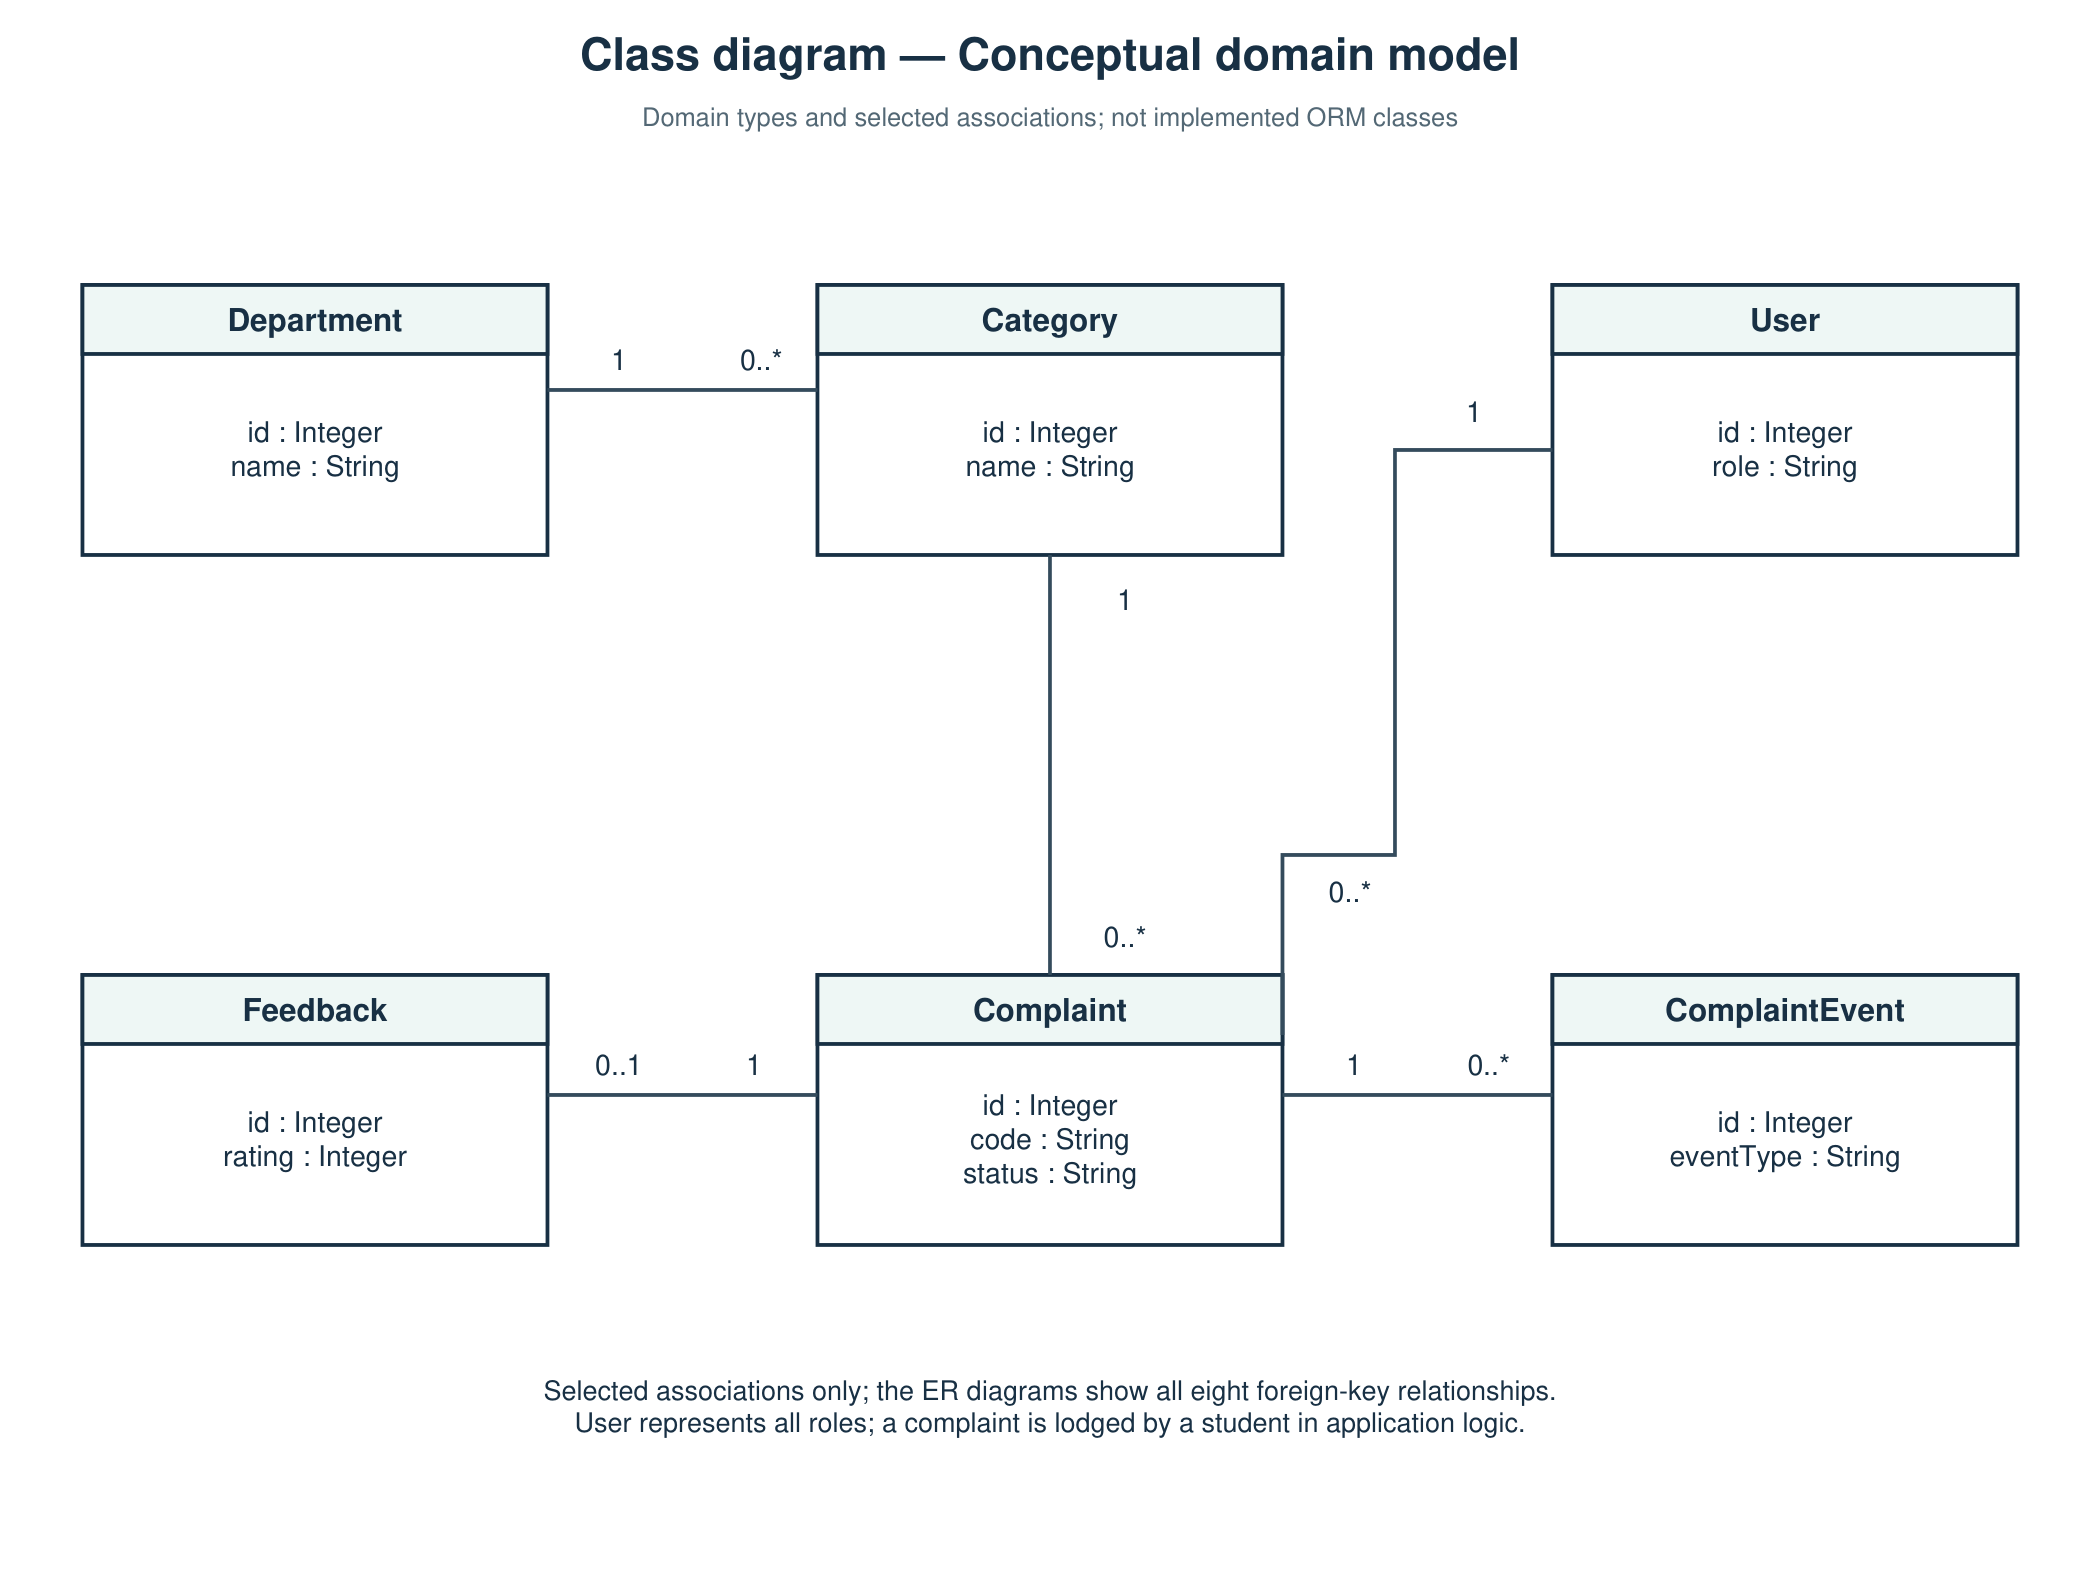 Class diagram — Conceptual domain model
Domain types and selected associations; not implemented ORM classes
Department
Category
User
1
0..*
id : Integer
name : String
id : Integer
name : String
1
id : Integer
role : String
1
0..*
0..*
Feedback
Complaint
ComplaintEvent
0..1
1
1
0..*
id : Integer
rating : Integer
id : Integer
code : String
status : String
id : Integer
eventType : String
Selected associations only; the ER diagrams show all eight foreign-key relationships.
User represents all roles; a complaint is lodged by a student in application logic.